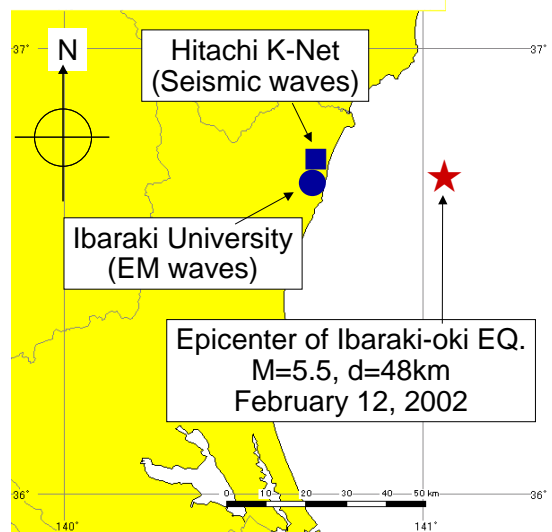 37°
37°
N
Hitachi K-Net
(Seismic waves)
Ibaraki University
(EM waves)
Epicenter of Ibaraki-oki EQ.
M=5.5, d=48km
February 12, 2002
0 10 20 30 40 50 km
36°
36°
140°
141°